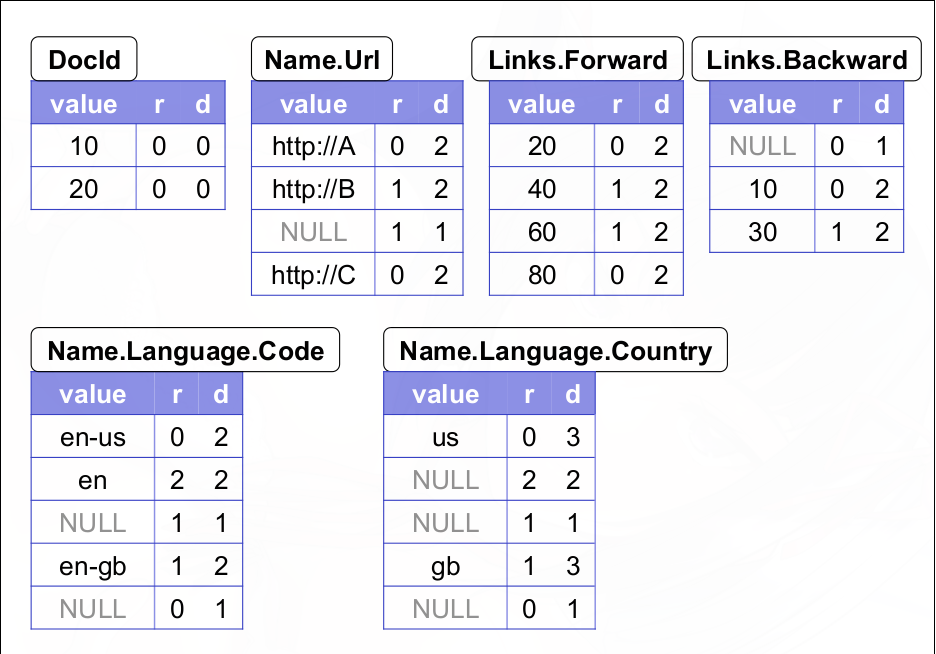 DocId
value r d
10 0 0
20 0 0
Name.Url
value r d
http://A 0 2
http://B 1 2
NULL 1 1
http://C 0 2
Links.Forward
value r d
20 0 2
40 1 2
60 1 2
80 0 2
Links.Backward
value r d
NULL 0 1
10 0 2
30 1 2
Name.Language.Code
value r d
en-us 0 2
en 2 2
NULL 1 1
en-gb 1 2
NULL 0 1
Name.Language.Country
value r d
us 0 3
NULL 2 2
NULL 1 1
gb 1 3
NULL 0 1